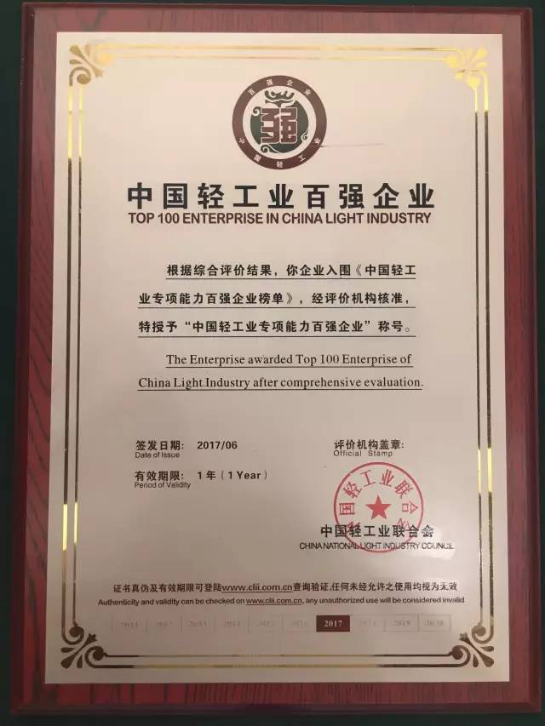 百强企业
强
中国轻工业
中国轻工业百强企业
TOP 100 ENTERPRISE IN CHINA LIGHT INDUSTRY
根据综合评价结果，你企业入围《中国轻工
业专项能力百强企业榜单》，经评价机构核准，
特授予“中国轻工业专项能力百强企业”称号。
The Enterprise awarded Top 100 Enterprise of
China Light Industry after comprehensive evaluation.
签发日期: 2017/06
Date of Issue
有效期限: 1年（1 Year）
Period of Validity
评价机构盖章:
Official Stamp
中国轻工业联合会
中国轻工业联合会
CHINA NATIONAL LIGHT INDUSTRY COUNCIL
证书真伪及有效期限可登陆www.clii.com.cn查询验证,任何未经允许之使用均视为无效
Authenticity and validity can be checked on www.clii.com.cn, any unauthorized use will be considered invalid
2017